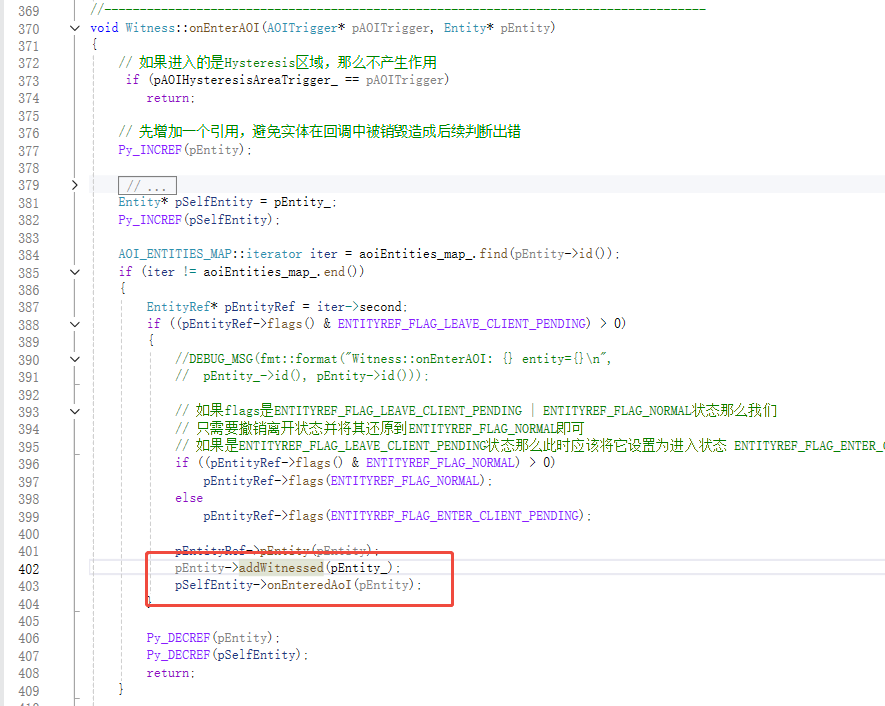 369 //-------------------------------------------------------------------------------------
370 void Witness::onEnterAOI(AOITrigger* pAOITrigger, Entity* pEntity)
371 {
372 // 如果进入的是Hysteresis区域，那么不产生作用
373 if (pAOIHysteresisAreaTrigger_ == pAOITrigger)
374 return;
375
376 // 先增加一个引用，避免实体在回调中被销毁造成后续判断出错
377 Py_INCREF(pEntity);
378
379 // ...
381 Entity* pSelfEntity = pEntity_;
382 Py_INCREF(pSelfEntity);
383
384 AOI_ENTITIES_MAP::iterator iter = aoiEntities_map_.find(pEntity->id());
385 if (iter != aoiEntities_map_.end())
386 {
387 EntityRef* pEntityRef = iter->second;
388 if ((pEntityRef->flags() & ENTITYREF_FLAG_LEAVE_CLIENT_PENDING) > 0)
389 {
390 //DEBUG_MSG(fmt::format("Witness::onEnterAOI: {} entity={}\n",
391 // pEntity_->id(), pEntity->id()));
392
393 // 如果flags是ENTITYREF_FLAG_LEAVE_CLIENT_PENDING | ENTITYREF_FLAG_NORMAL状态那么我们
394 // 只需要撤销离开状态并将其还原到ENTITYREF_FLAG_NORMAL即可
395 // 如果是ENTITYREF_FLAG_LEAVE_CLIENT_PENDING状态那么此时应该将它设置为进入状态 ENTITYREF_FLAG_ENTER_
396 if ((pEntityRef->flags() & ENTITYREF_FLAG_NORMAL) > 0)
397 pEntityRef->flags(ENTITYREF_FLAG_NORMAL);
398 else
399 pEntityRef->flags(ENTITYREF_FLAG_ENTER_CLIENT_PENDING);
400
401 pEntityRef->pEntity(pEntity);
402 pEntity->addWitnessed(pEntity_);
403 pSelfEntity->onEnteredAoI(pEntity);
404 }
405
406 Py_DECREF(pEntity);
407 Py_DECREF(pSelfEntity);
408 return;
409 }